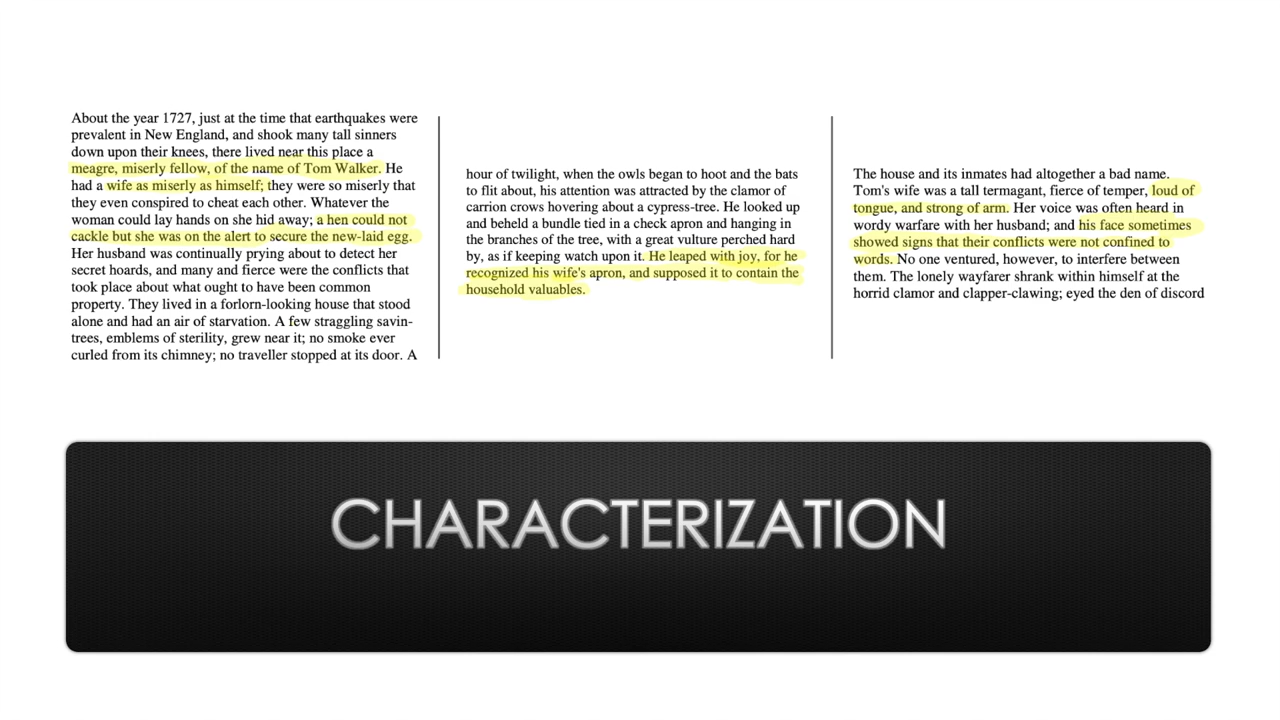 About the year 1727, just at the time that earthquakes were
prevalent in New England, and shook many tall sinners
down upon their knees, there lived near this place a
meagre, miserly fellow, of the name of Tom Walker. He
had a wife as miserly as himself; they were so miserly that
they even conspired to cheat each other. Whatever the
woman could lay hands on she hid away; a hen could not
cackle but she was on the alert to secure the new-laid egg.
Her husband was continually prying about to detect her
secret hoards, and many and fierce were the conflicts that
took place about what ought to have been common
property. They lived in a forlorn-looking house that stood
alone and had an air of starvation. A few straggling savin-
trees, emblems of sterility, grew near it; no smoke ever
curled from its chimney; no traveller stopped at its door. A
hour of twilight, when the owls began to hoot and the bats
to flit about, his attention was attracted by the clamor of
carrion crows hovering about a cypress-tree. He looked up
and beheld a bundle tied in a check apron and hanging in
the branches of the tree, with a great vulture perched hard
by, as if keeping watch upon it. He leaped with joy, for he
recognized his wife's apron, and supposed it to contain the
household valuables.
The house and its inmates had altogether a bad name.
Tom's wife was a tall termagant, fierce of temper, loud of
tongue, and strong of arm. Her voice was often heard in
wordy warfare with her husband; and his face sometimes
showed signs that their conflicts were not confined to
words. No one ventured, however, to interfere between
them. The lonely wayfarer shrank within himself at the
horrid clamor and clapper-clawing; eyed the den of discord
CHARACTERIZATION